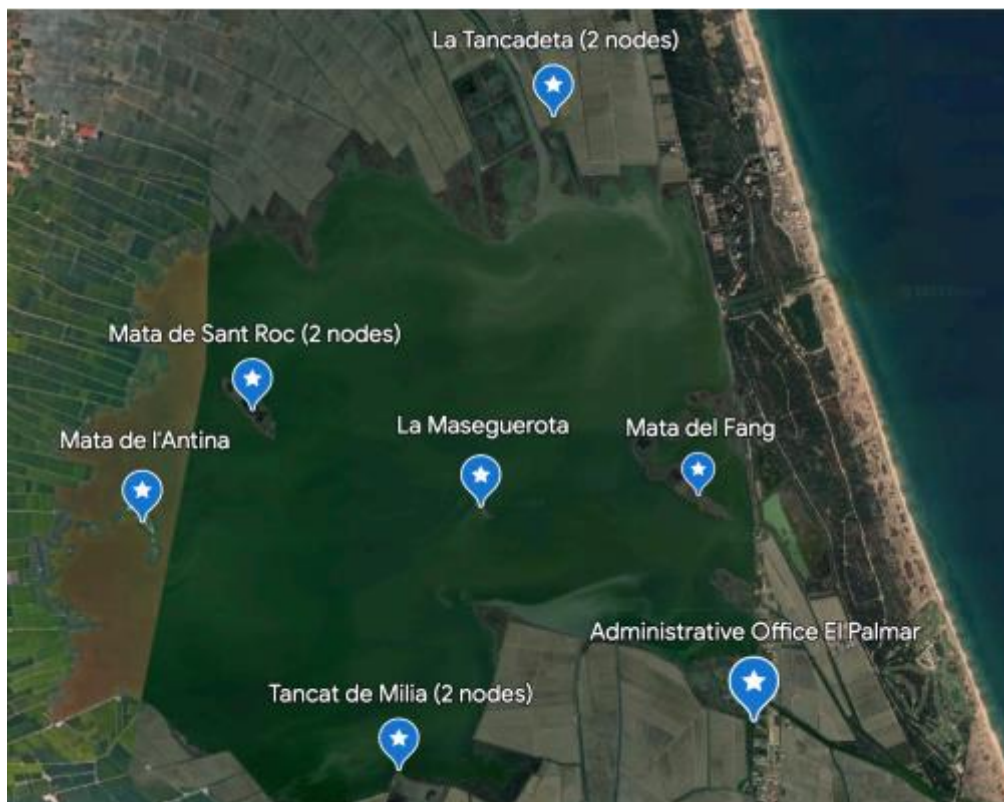 La Tancadeta (2 nodes)
Mata de Sant Roc (2 nodes)
Mata de l'Antina
La Maseguerota
Mata del Fang
Administrative Office El Palmar
Tancat de Milia (2 nodes)